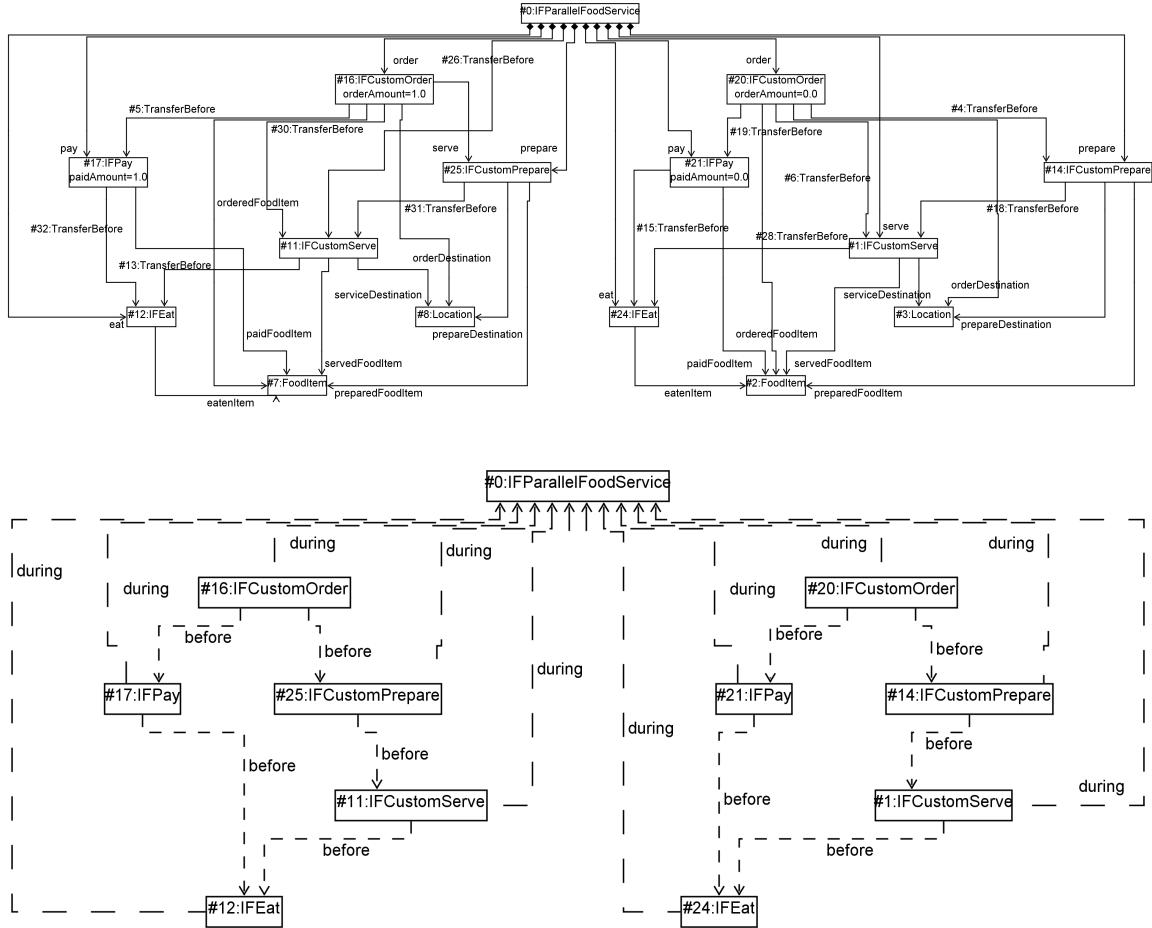 #0:IFParallelFoodService
order
#26:TransferBefore
order
#16:IFCustomOrder
orderAmount=1.0
#20:IFCustomOrder
orderAmount=0.0
#5:TransferBefore
#4:TransferBefore
#30:TransferBefore
#19:TransferBefore
pay
serve
prepare
pay
prepare
#17:IFPay
paidAmount=1.0
#25:IFCustomPrepare
#21:IFPay
paidAmount=0.0
#14:IFCustomPrepare
#6:TransferBefore
orderedFoodItem
#31:TransferBefore
#18:TransferBefore
#32:TransferBefore
#15:TransferBefore
serve
#28:TransferBefore
#11:IFCustomServe
#1:IFCustomServe
#13:TransferBefore
orderDestination
serviceDestination
eat
serviceDestination
orderDestination
#12:IFEat
eat
#8:Location
#24:IFEat
#3:Location
prepareDestination
prepareDestination
paidFoodItem
orderedFoodItem
servedFoodItem
paidFoodItem
servedFoodItem
#7:FoodItem
#2:FoodItem
eatenItem
preparedFoodItem
eatenItem
preparedFoodItem
#0:IFParallelFoodService
during
during
during
during
during
during
during
#16:IFCustomOrder
#20:IFCustomOrder
before
before
before
before
during
#17:IFPay
#25:IFCustomPrepare
#21:IFPay
#14:IFCustomPrepare
during
before
before
before
before
during
#11:IFCustomServe
#1:IFCustomServe
before
before
#12:IFEat
#24:IFEat